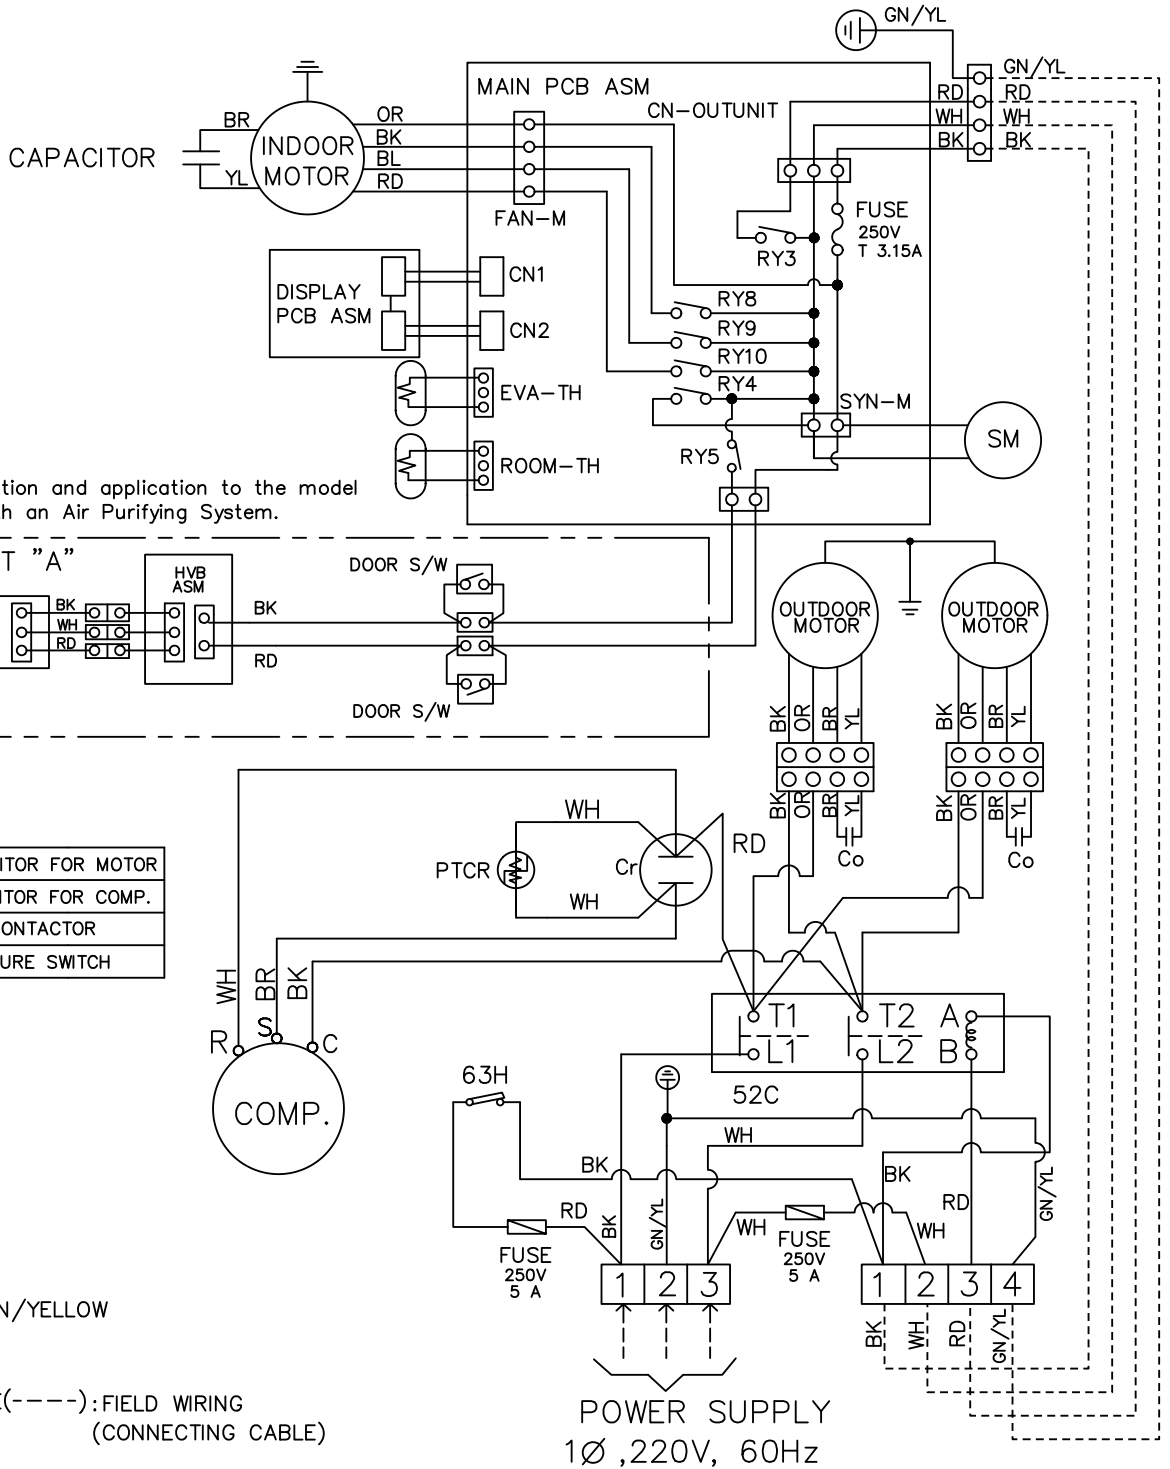 GN/YL
GN/YL
MAIN PCB ASM
CN-OUTUNIT
RD
RD
WH
WH
BK
BK
CAPACITOR
BR
YL
INDOOR
MOTOR
OR
BK
BL
RD
FAN-M
FUSE
250V
T 3.15A
RY3
DISPLAY
PCB ASM
CN1
CN2
RY8
RY9
RY10
RY4
EVA-TH
SYN-M
SM
RY5
ROOM-TH
tion and application to the model
h an Air Purifying System.
T "A"
HVB
ASM
DOOR S/W
BK
WH
RD
BK
RD
DOOR S/W
OUTDOOR
MOTOR
OUTDOOR
MOTOR
BK
OR
BR
YL
BK
OR
BR
YL
BK
OR
BR
YL
BK
OR
BR
YL
Co
Co
WH
PTCR
Cr
RD
WH
ITOR FOR MOTOR
ITOR FOR COMP.
ONTACTOR
URE SWITCH
WH
BR
BK
R
S
C
COMP.
T1
T2
A
L1
L2
B
52C
63H
WH
BK
BK
RD
BK
GN/YL
WH
FUSE
250V
5 A
FUSE
250V
5 A
WH
RD
GN/YL
1
2
3
1
2
3
4
BK
WH
RD
GN/YL
N/YELLOW
(----):FIELD WIRING
(CONNECTING CABLE)
POWER SUPPLY
1Ø ,220V, 60Hz